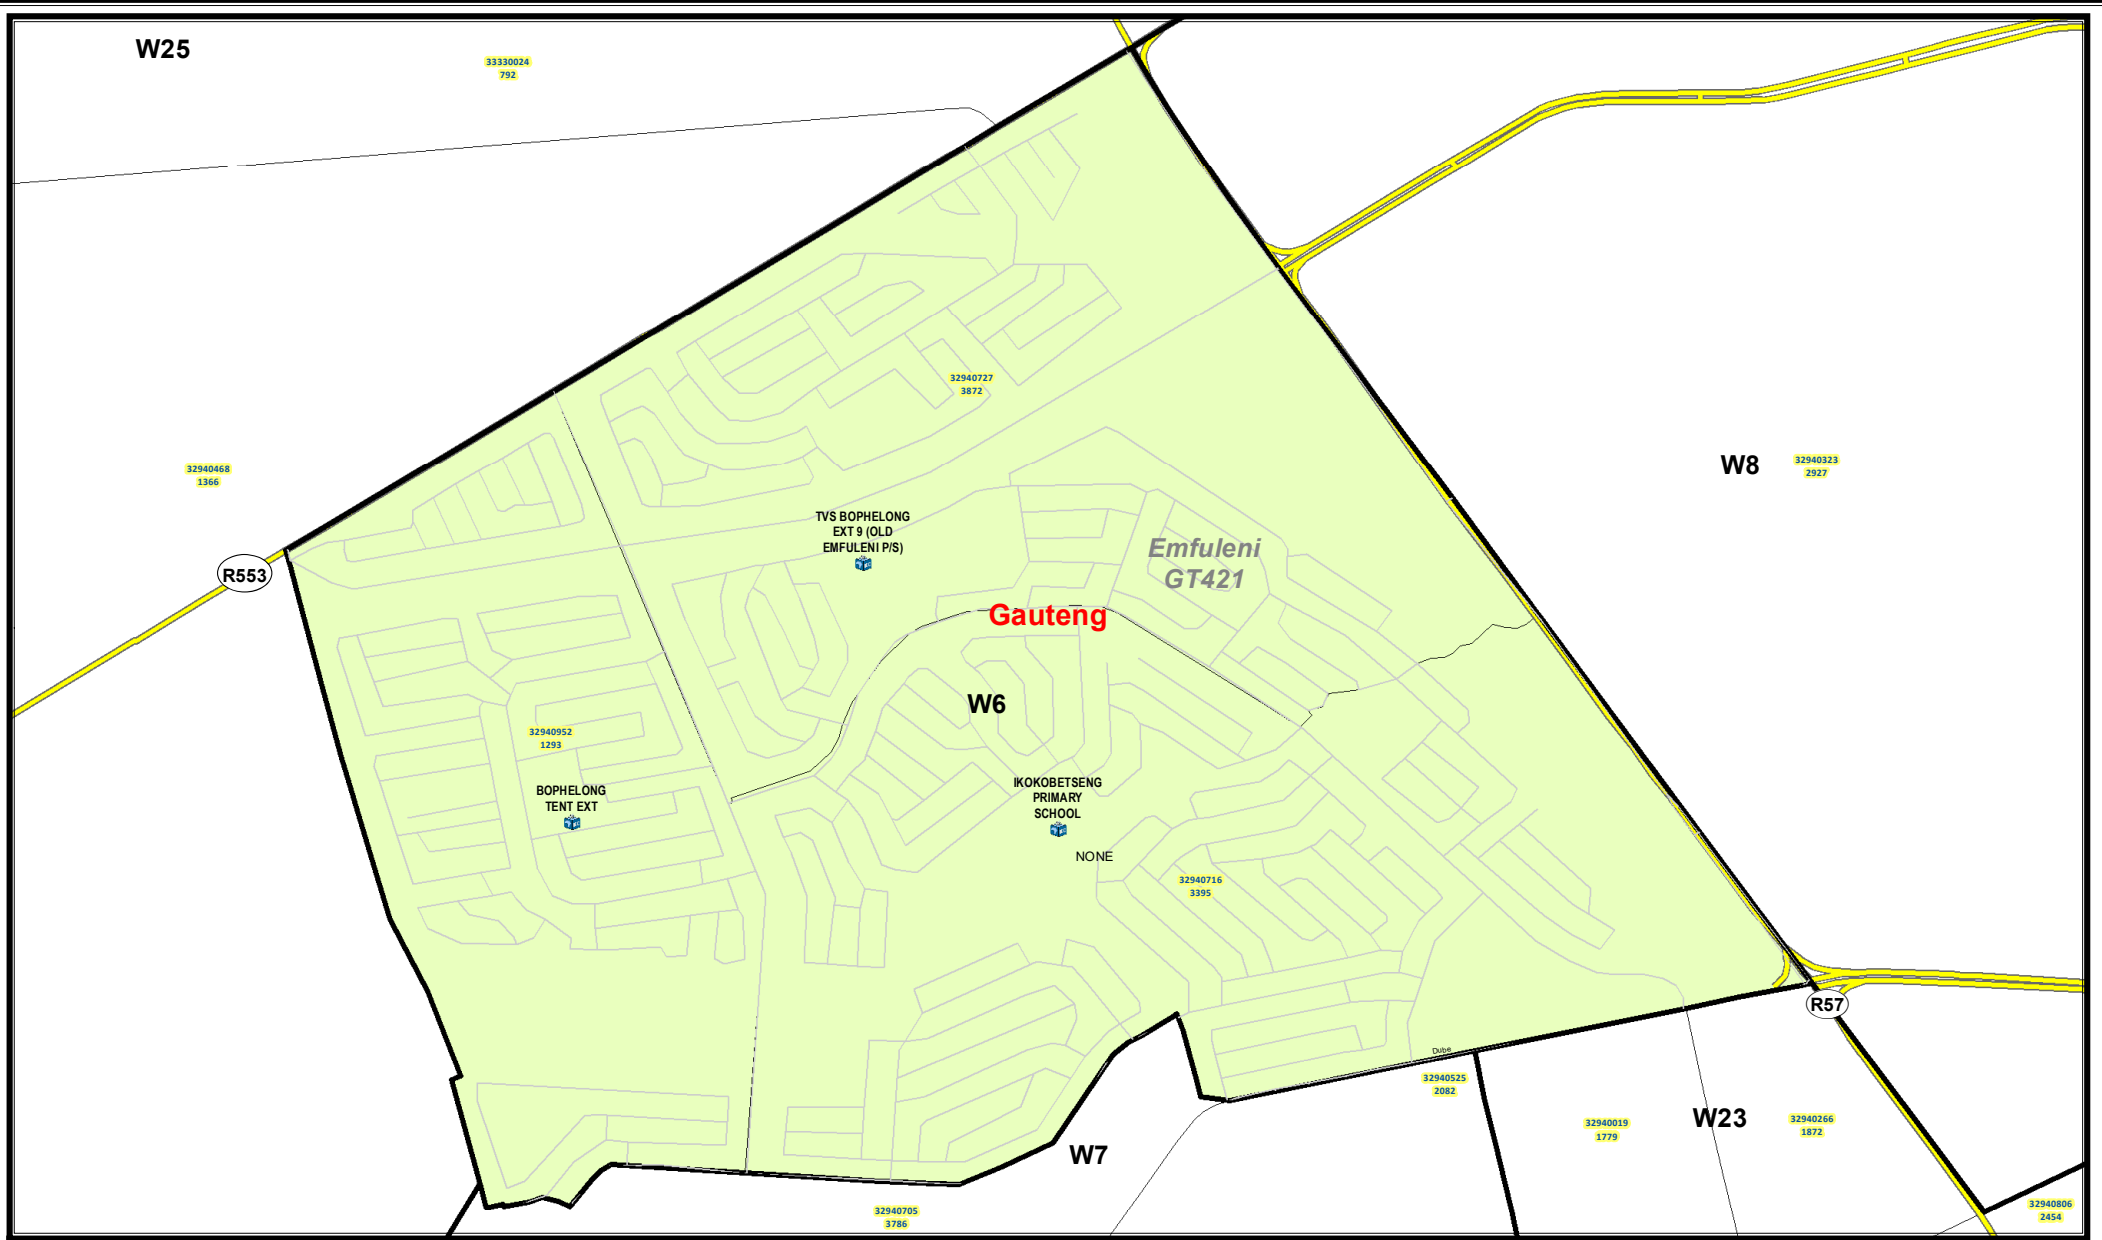 W25
33330024
792
32940727
3872
W8
32940323
2927
32940468
1366
R553
TVS BOPHELONG
EXT 9 (OLD
EMFULENI P/S)
Emfuleni
GT421
Gauteng
W6
32940952
1293
BOPHELONG
TENT EXT
IKOKOBETSENG
PRIMARY
SCHOOL
NONE
32940716
3395
R57
Dube
32940525
2082
W7
32940019
1779
W23
32940266
1872
32940705
3786
32940806
2454